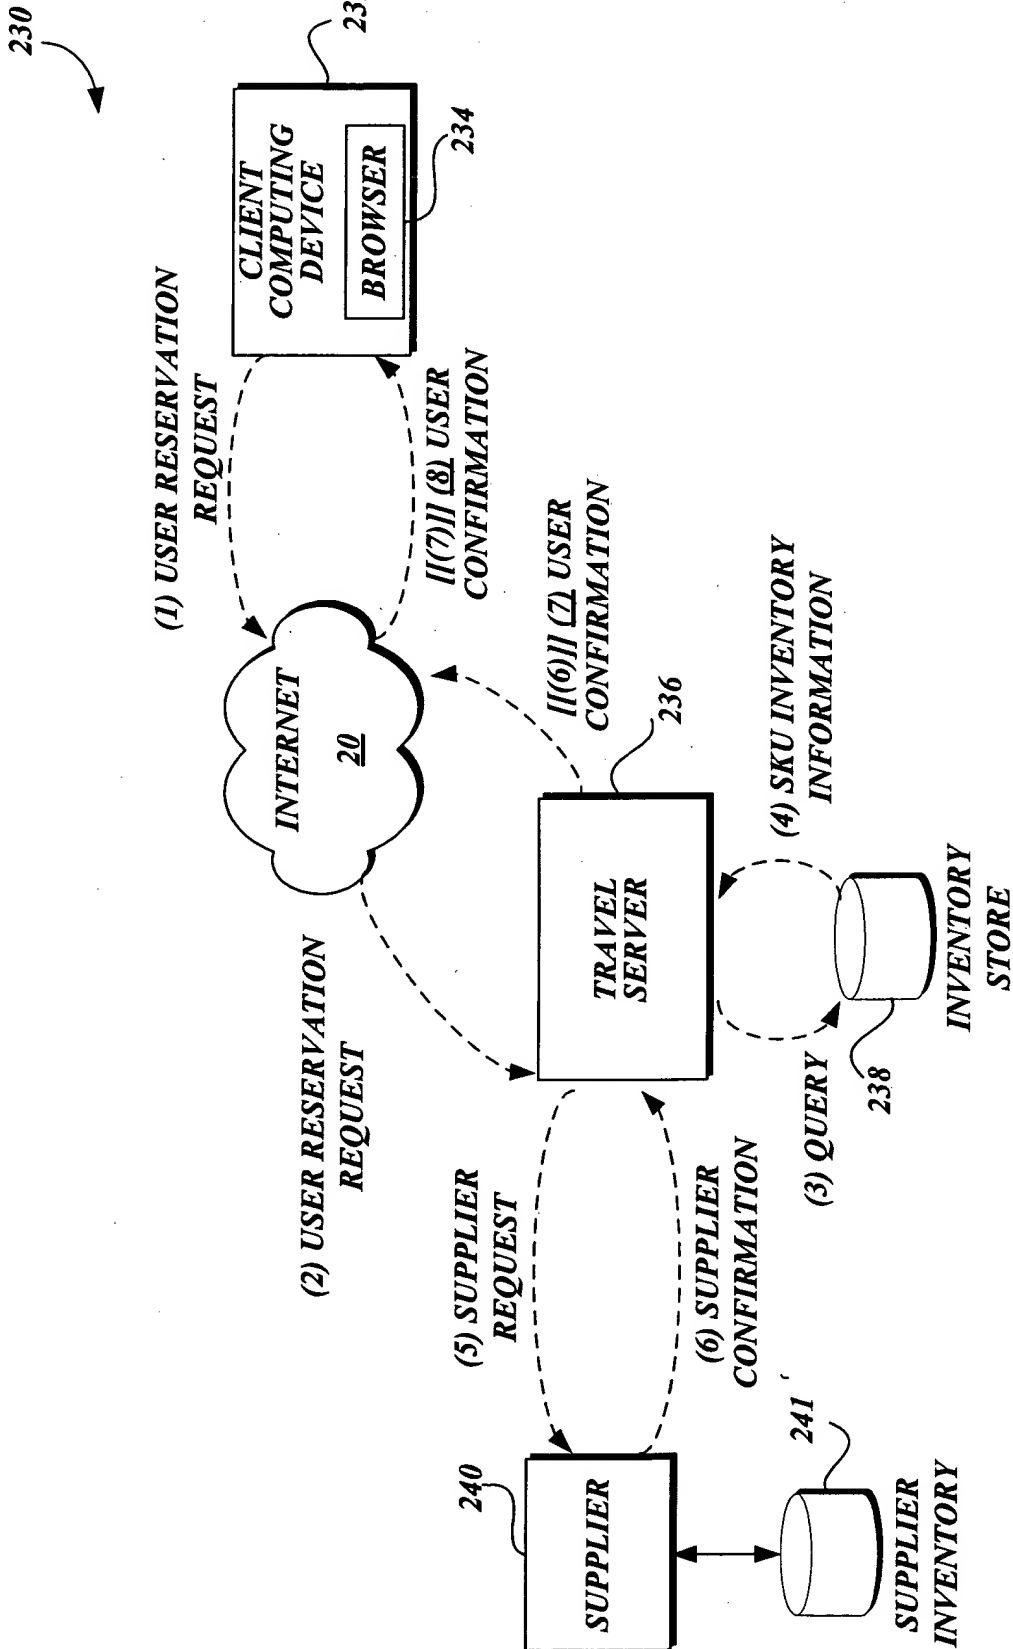 230
23
CLIENT
COMPUTING
DEVICE
BROWSER
234
(1) USER RESERVATION
REQUEST
[[(7)]] (8) USER
CONFIRMATION
INTERNET
20
[[(6)]] (7) USER
CONFIRMATION
(2) USER RESERVATION
REQUEST
236
TRAVEL
SERVER
(4) SKU INVENTORY
INFORMATION
(3) QUERY
238
INVENTORY
STORE
(5) SUPPLIER
REQUEST
(6) SUPPLIER
CONFIRMATION
240
SUPPLIER
241
SUPPLIER
INVENTORY